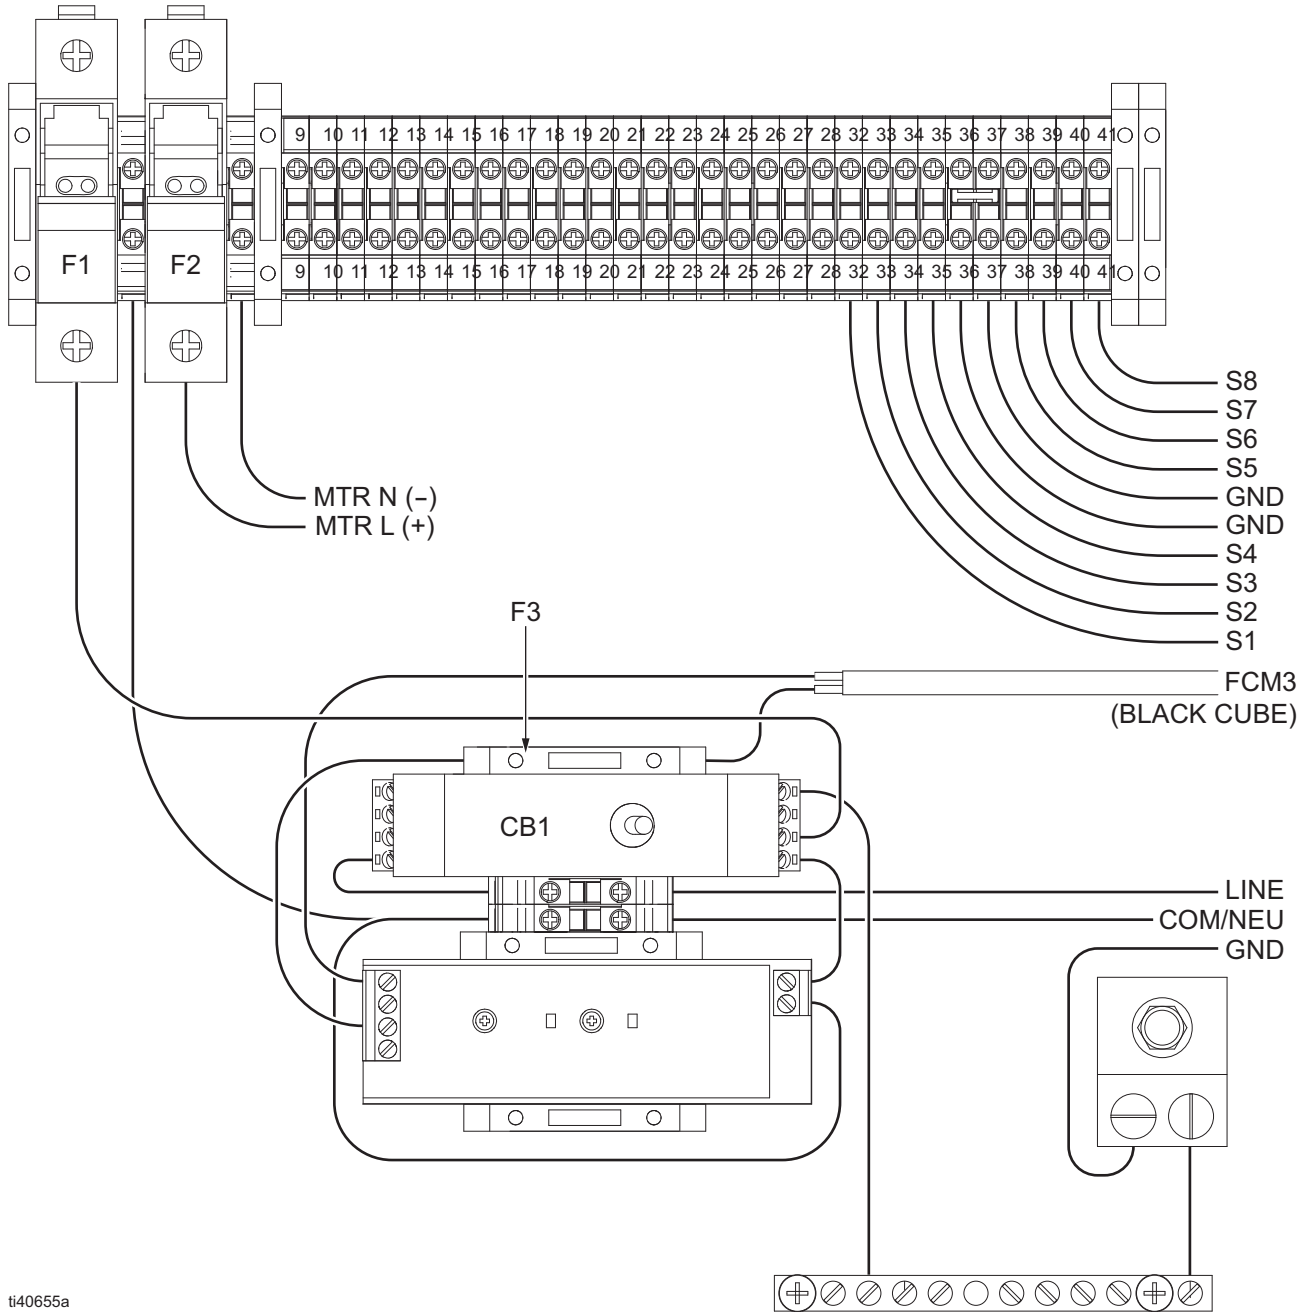 9 10 11 12 13 14 15 16 17 18 19 20 21 22 23 24 25 26 27 28 32 33 34 35 36 37 38 39 40 41
F1 F2
9 10 11 12 13 14 15 16 17 18 19 20 21 22 23 24 25 26 27 28 32 33 34 35 36 37 38 39 40 41
S8
S7
S6
S5
MTR N (–)
GND
MTR L (+)
GND
S4
S3
S2
F3
S1
FCM3
(BLACK CUBE)
CB1
LINE
COM/NEU
GND
ti40655a